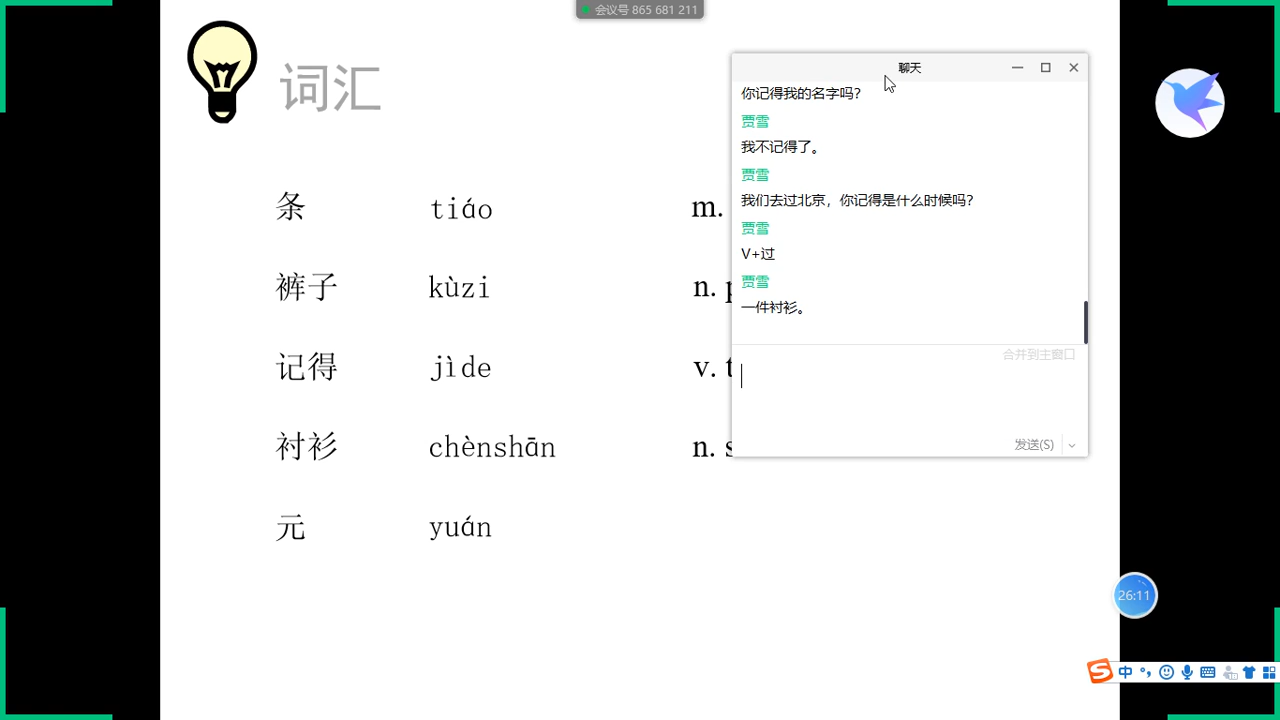 会议号 865 681 211
词汇
条 tiáo m.
裤子 kùzi n.
记得 jìde v.
衬衫 chènshān n.
元 yuán
聊天
你记得我的名字吗?
贾雪
我不记得了。
贾雪
我们去过北京，你记得是什么时候吗?
贾雪
V+过
贾雪
一件衬衫。
合并到主窗口
发送(S)
26:11
中